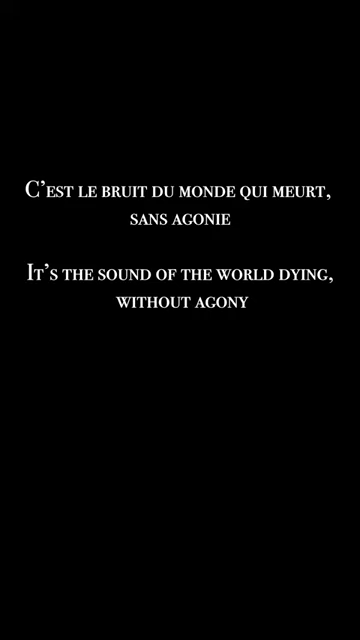 C’est le bruit du monde qui meurt,
sans agonie
It’s the sound of the world dying,
without agony